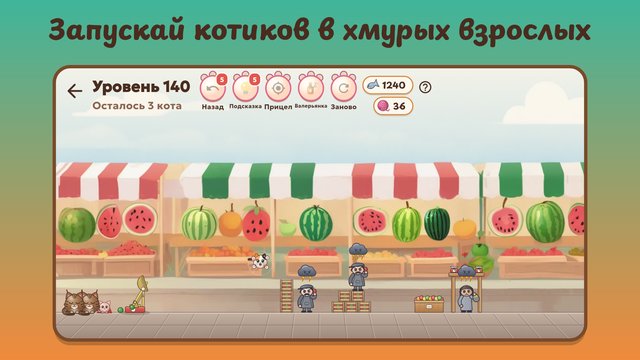 Запускай котиков в хмурых взрослых
Уровень 140
Осталось 3 кота
5
Назад
5
Подсказка
Прицел
Валерьянка
Заново
1240
36
?